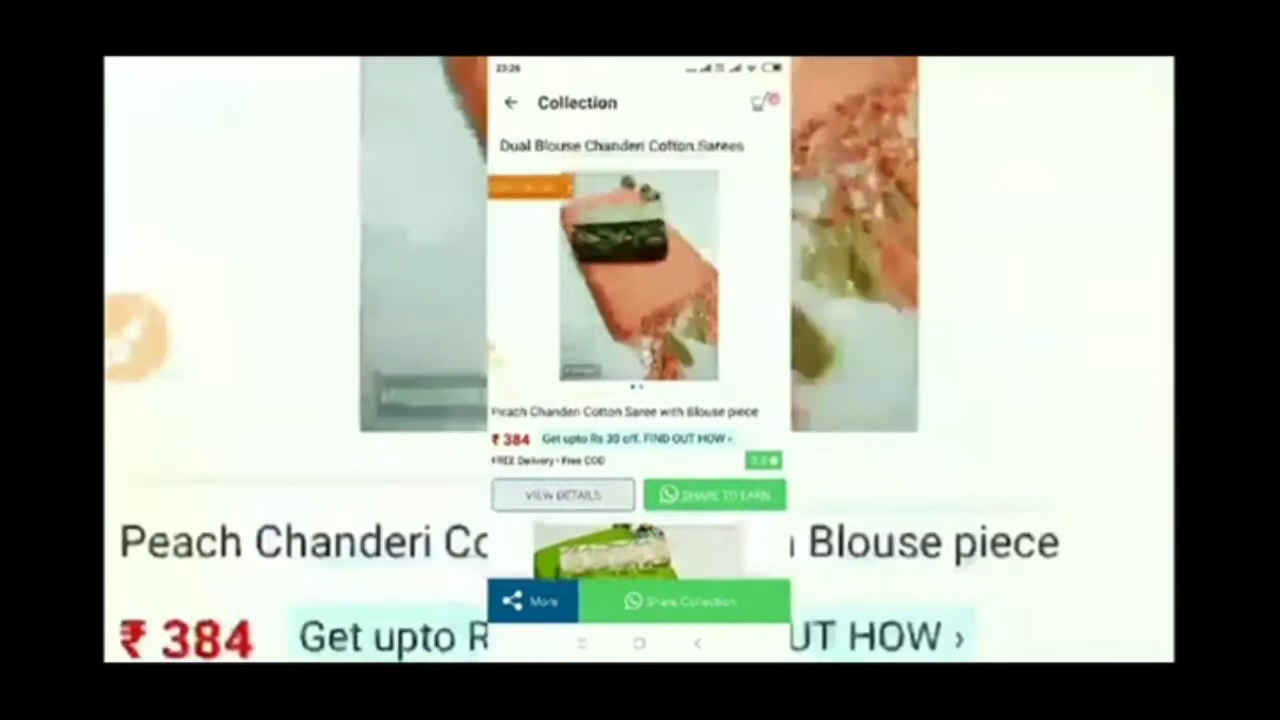 23:26
Collection
Dual Blouse Chanderi Cotton Sarees
Peach Chanderi Cotton Saree with Blouse piece
₹ 384 Get upto Rs 30 off. FIND OUT HOW ›
FREE Delivery • Free COD
VIEW DETAILS
SHARE TO EARN
More
Share Collection
Peach Chanderi Co
Blouse piece
₹ 384 Get upto R
UT HOW ›